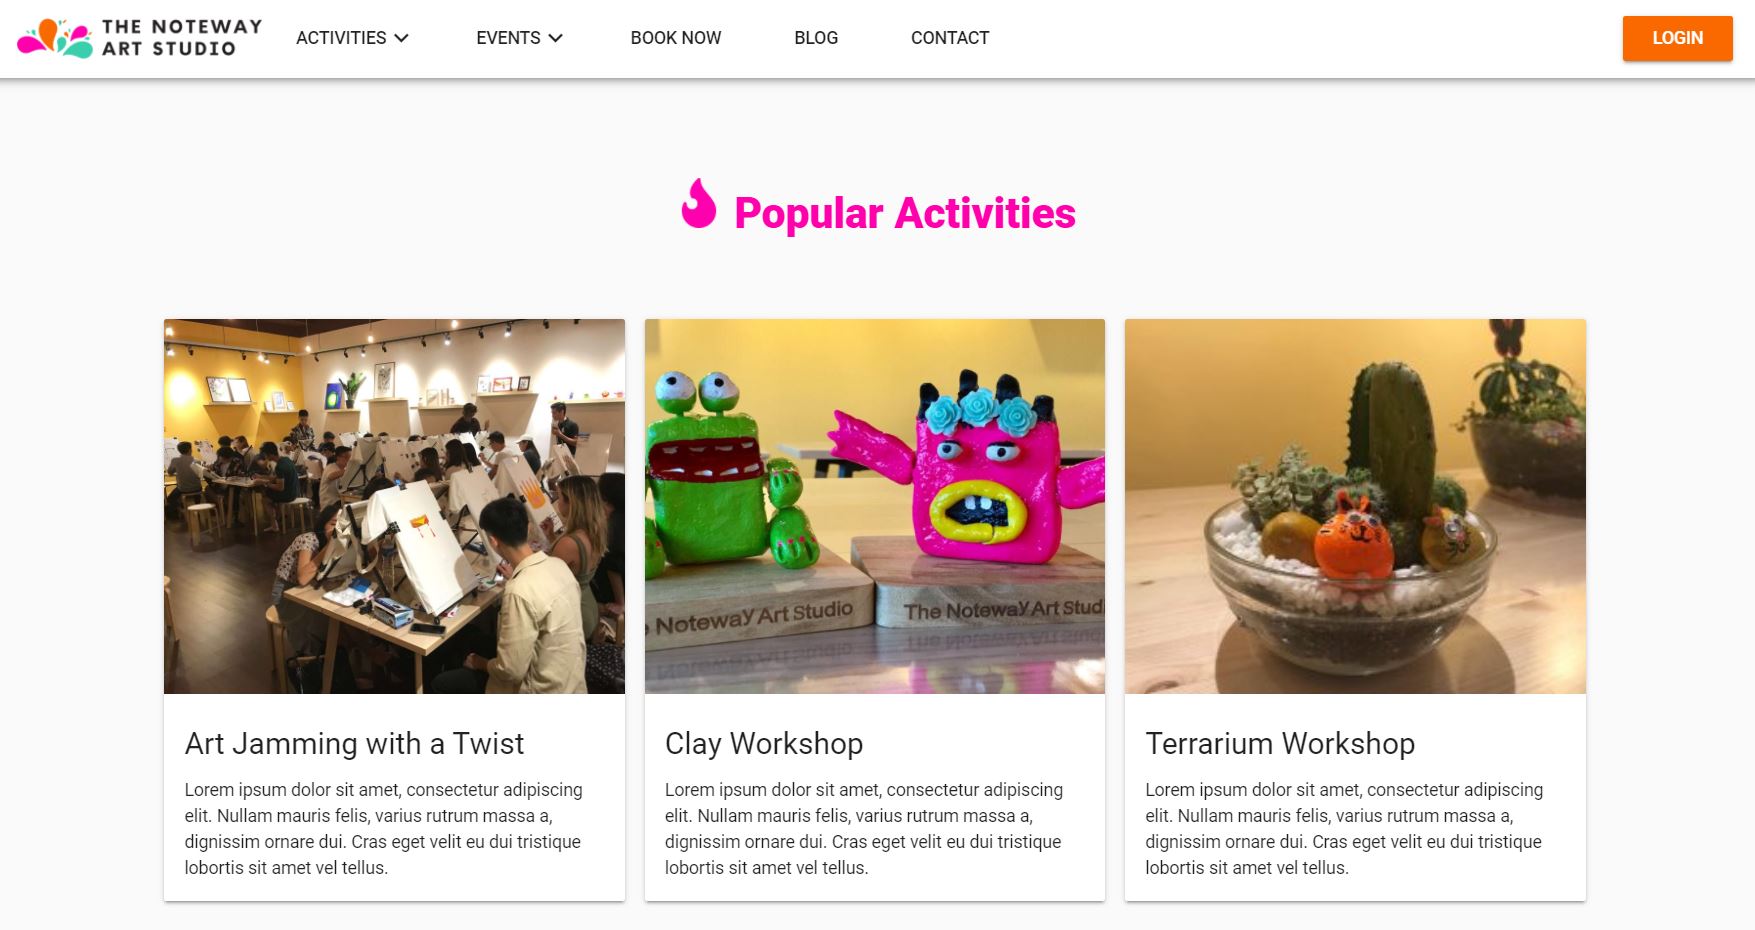 THE NOTEWAY
ART STUDIO
ACTIVITIES
EVENTS
BOOK NOW
BLOG
CONTACT
LOGIN
Popular Activities
Noteway Art Studio
The Noteway Art Studi
Art Jamming with a Twist
Lorem ipsum dolor sit amet, consectetur adipiscing
elit. Nullam mauris felis, varius rutrum massa a,
dignissim ornare dui. Cras eget velit eu dui tristique
lobortis sit amet vel tellus.
Clay Workshop
Lorem ipsum dolor sit amet, consectetur adipiscing
elit. Nullam mauris felis, varius rutrum massa a,
dignissim ornare dui. Cras eget velit eu dui tristique
lobortis sit amet vel tellus.
Terrarium Workshop
Lorem ipsum dolor sit amet, consectetur adipiscing
elit. Nullam mauris felis, varius rutrum massa a,
dignissim ornare dui. Cras eget velit eu dui tristique
lobortis sit amet vel tellus.